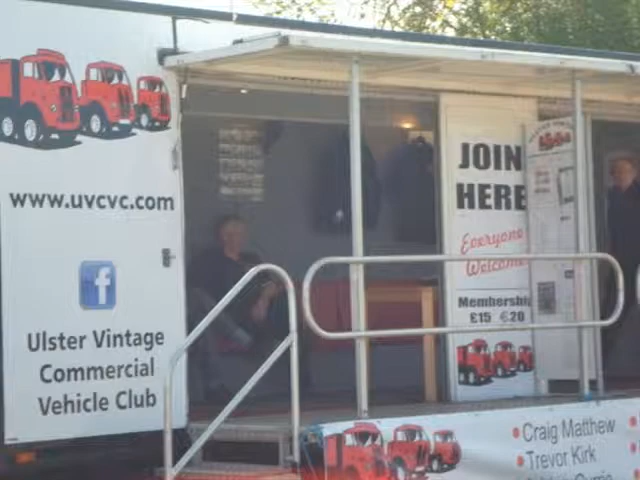 www.uvcvc.com
f
Ulster Vintage
Commercial
Vehicle Club
JOIN
HERE
Everyone
Welcome
Membership
£15 €20
• Craig Matthew
• Trevor Kirk